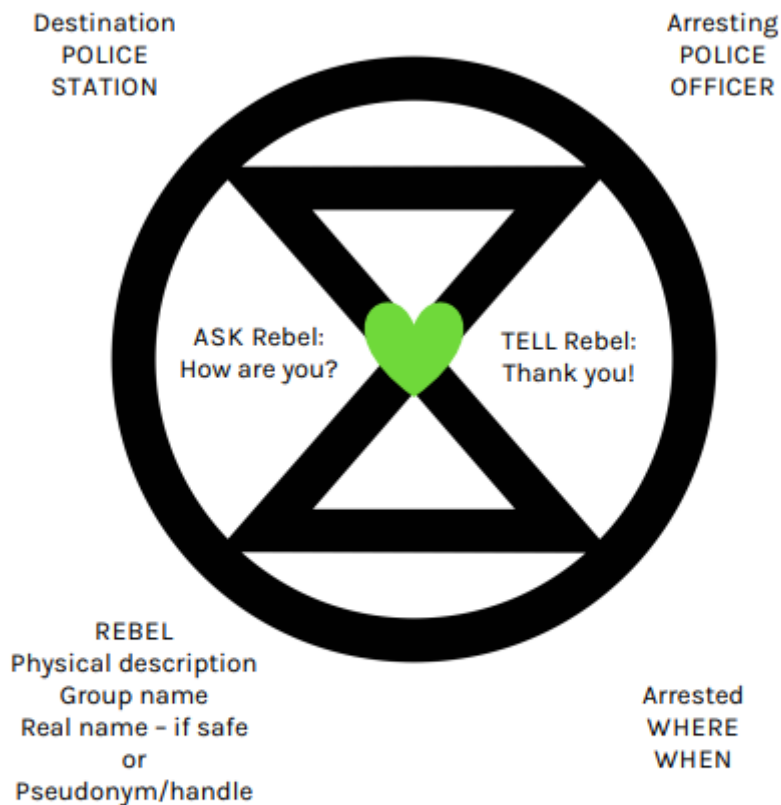 Destination
POLICE
STATION
Arresting
POLICE
OFFICER
ASK Rebel:
How are you?
TELL Rebel:
Thank you!
REBEL
Physical description
Group name
Real name – if safe
or
Pseudonym/handle
Arrested
WHERE
WHEN